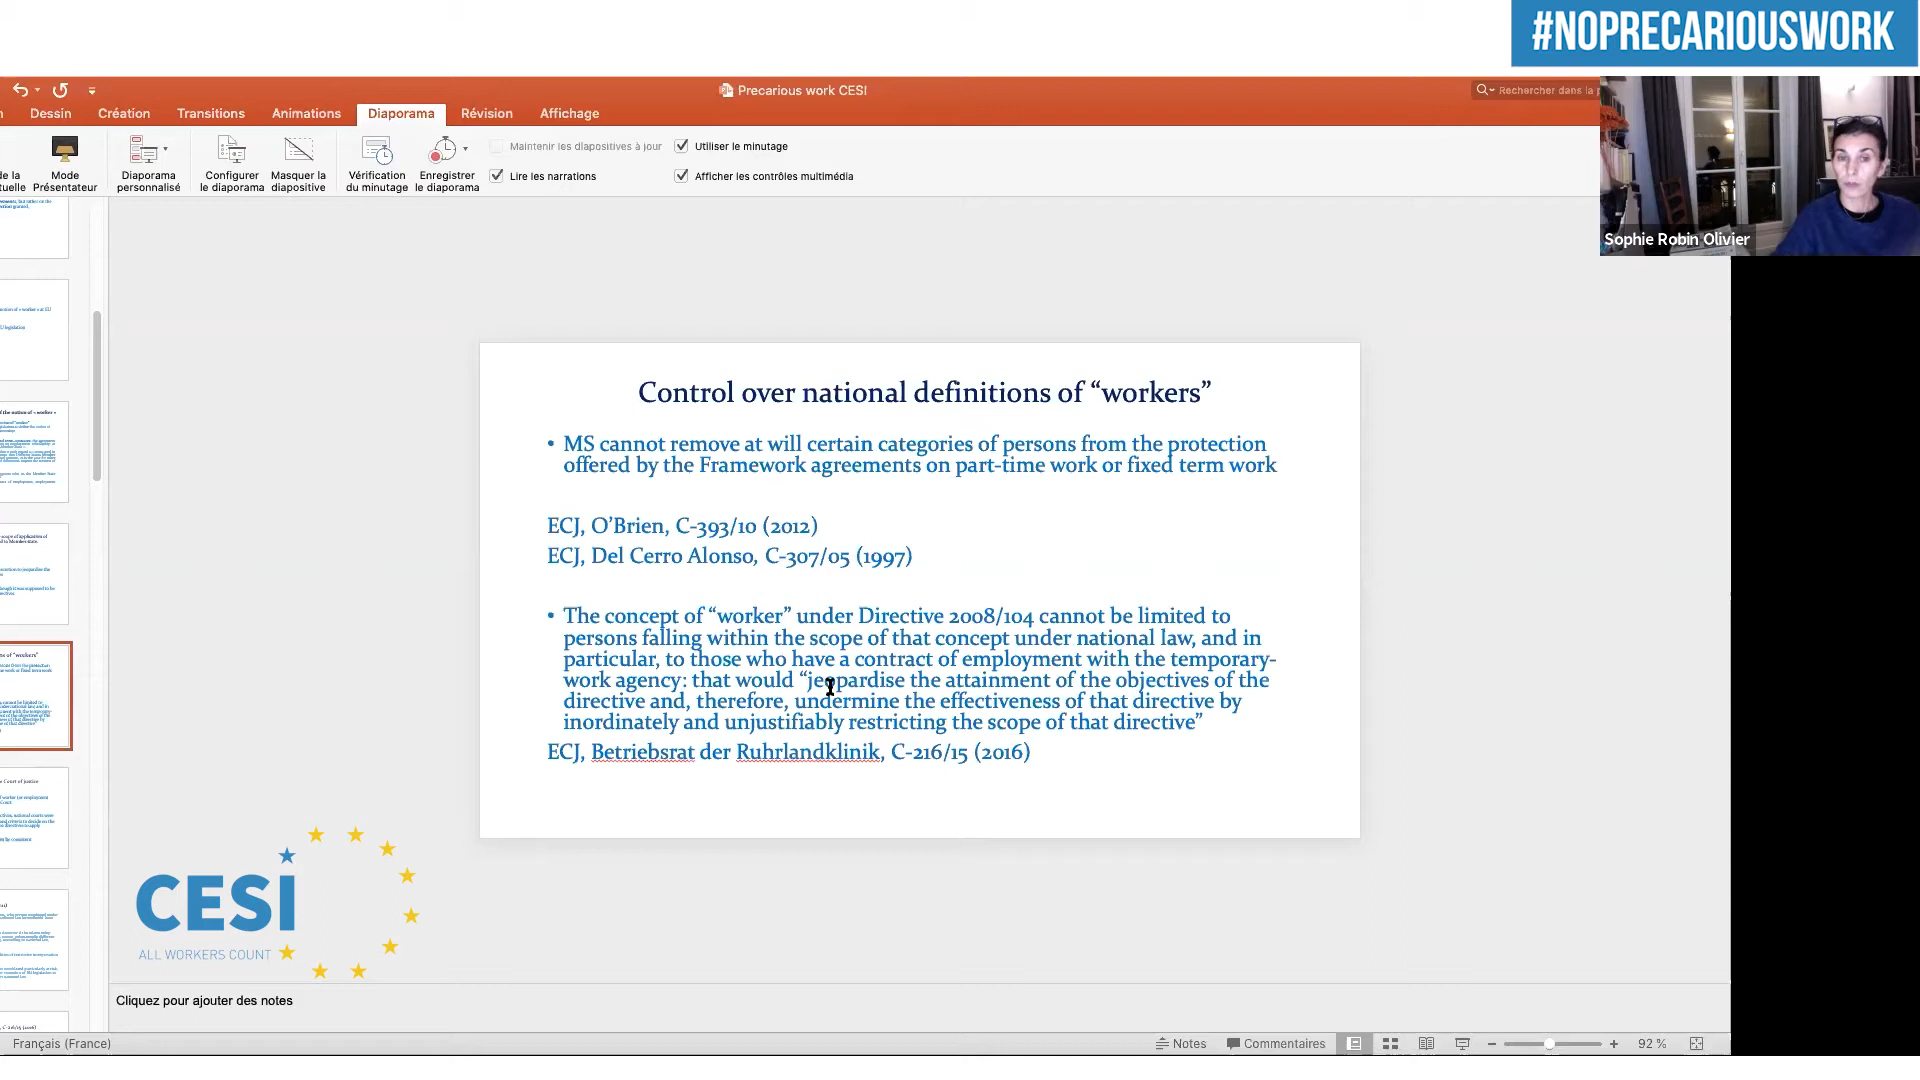 #NOPRECARIOUSWORK
Precarious work CESI
Rechercher dans la p
Dessin Création Transitions Animations Diaporama Révision Affichage
Maintenir les diapositives à jour
Utiliser le minutage
de la Mode Diaporama Configurer Masquer la Vérification Enregistrer
tuelle Présentateur personnalisé le diaporama diapositive du minutage le diaporama
Lire les narrations
Afficher les contrôles multimédia
Sophie Robin Olivier
Control over national definitions of “workers”
• MS cannot remove at will certain categories of persons from the protection
offered by the Framework agreements on part-time work or fixed term work
ECJ, O’Brien, C-393/10 (2012)
ECJ, Del Cerro Alonso, C-307/05 (1997)
• The concept of “worker” under Directive 2008/104 cannot be limited to
persons falling within the scope of that concept under national law, and in
particular, to those who have a contract of employment with the temporary-
work agency: that would “jeopardise the attainment of the objectives of the
directive and, therefore, undermine the effectiveness of that directive by
inordinately and unjustifiably restricting the scope of that directive”
ECJ, Betriebsrat der Ruhrlandklinik, C-216/15 (2016)
CESI
ALL WORKERS COUNT
Cliquez pour ajouter des notes
Français (France)
Notes
Commentaires
92 %